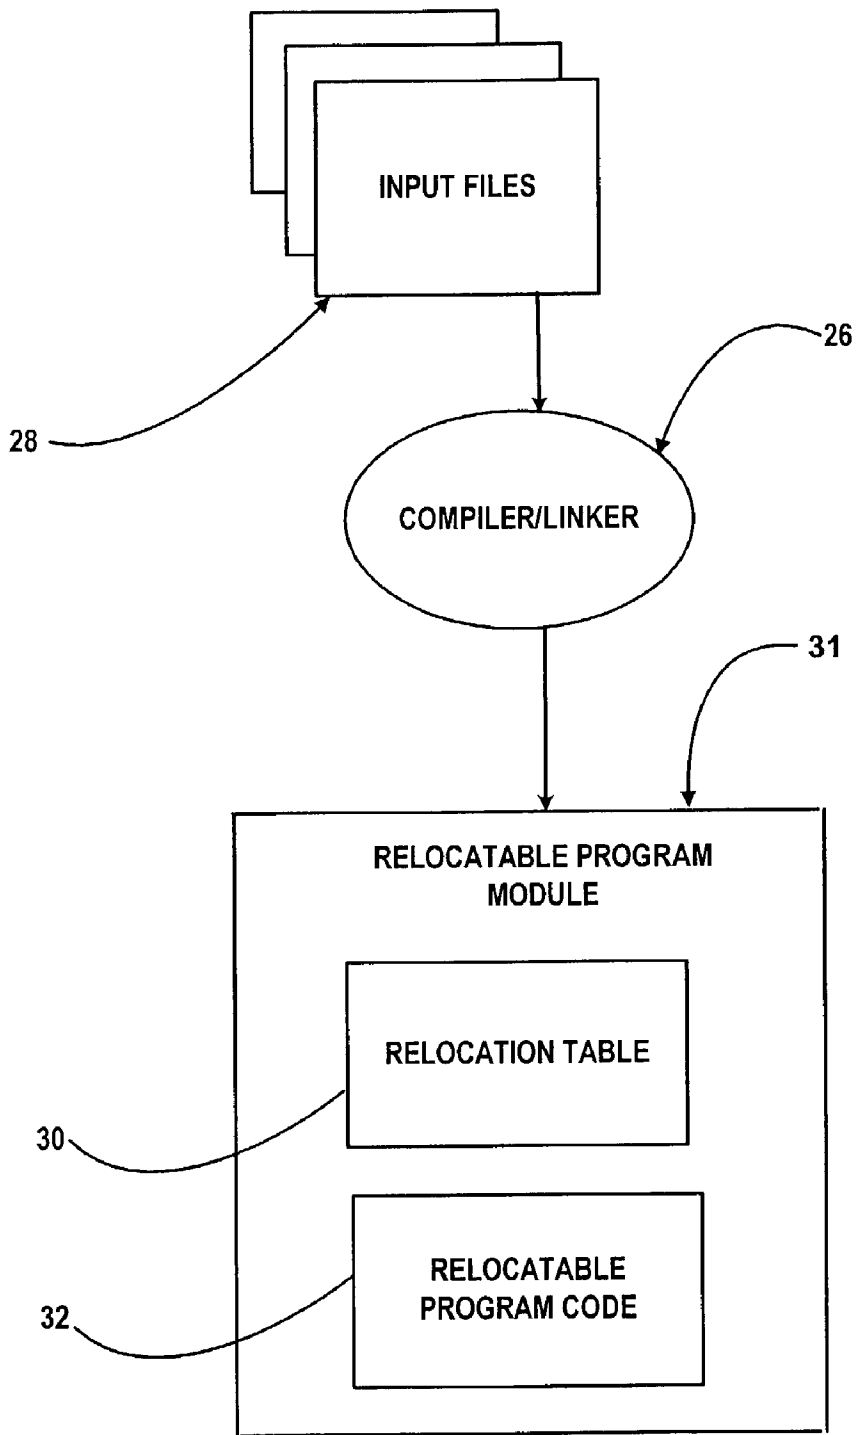 INPUT FILES
26
28
COMPILER/LINKER
31
RELOCATABLE PROGRAM
MODULE
RELOCATION TABLE
30
RELOCATABLE
PROGRAM CODE
32